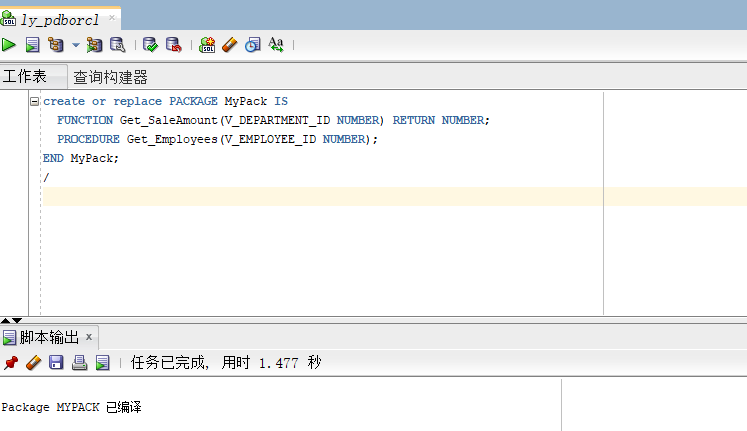 ly_pdborcl
工作表 查询构建器
create or replace PACKAGE MyPack IS
FUNCTION Get_SaleAmount(V_DEPARTMENT_ID NUMBER) RETURN NUMBER;
PROCEDURE Get_Employees(V_EMPLOYEE_ID NUMBER);
END MyPack;
/
脚本输出 x
任务已完成, 用时 1.477 秒
Package MYPACK 已编译